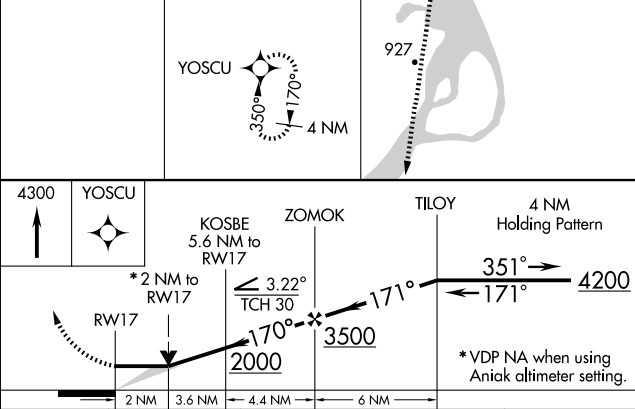 YOSCU
350°
170°
4 NM
927
4300
YOSCU
KOSBE
5.6 NM to
RW17
ZOMOK
TILOY
4 NM
Holding Pattern
*2 NM to
RW17
3.22°
TCH 30
351°
171°
4200
171°
RW17
170°
3500
2000
*VDP NA when using
Aniak altimeter setting.
2 NM
3.6 NM
4.4 NM
6 NM